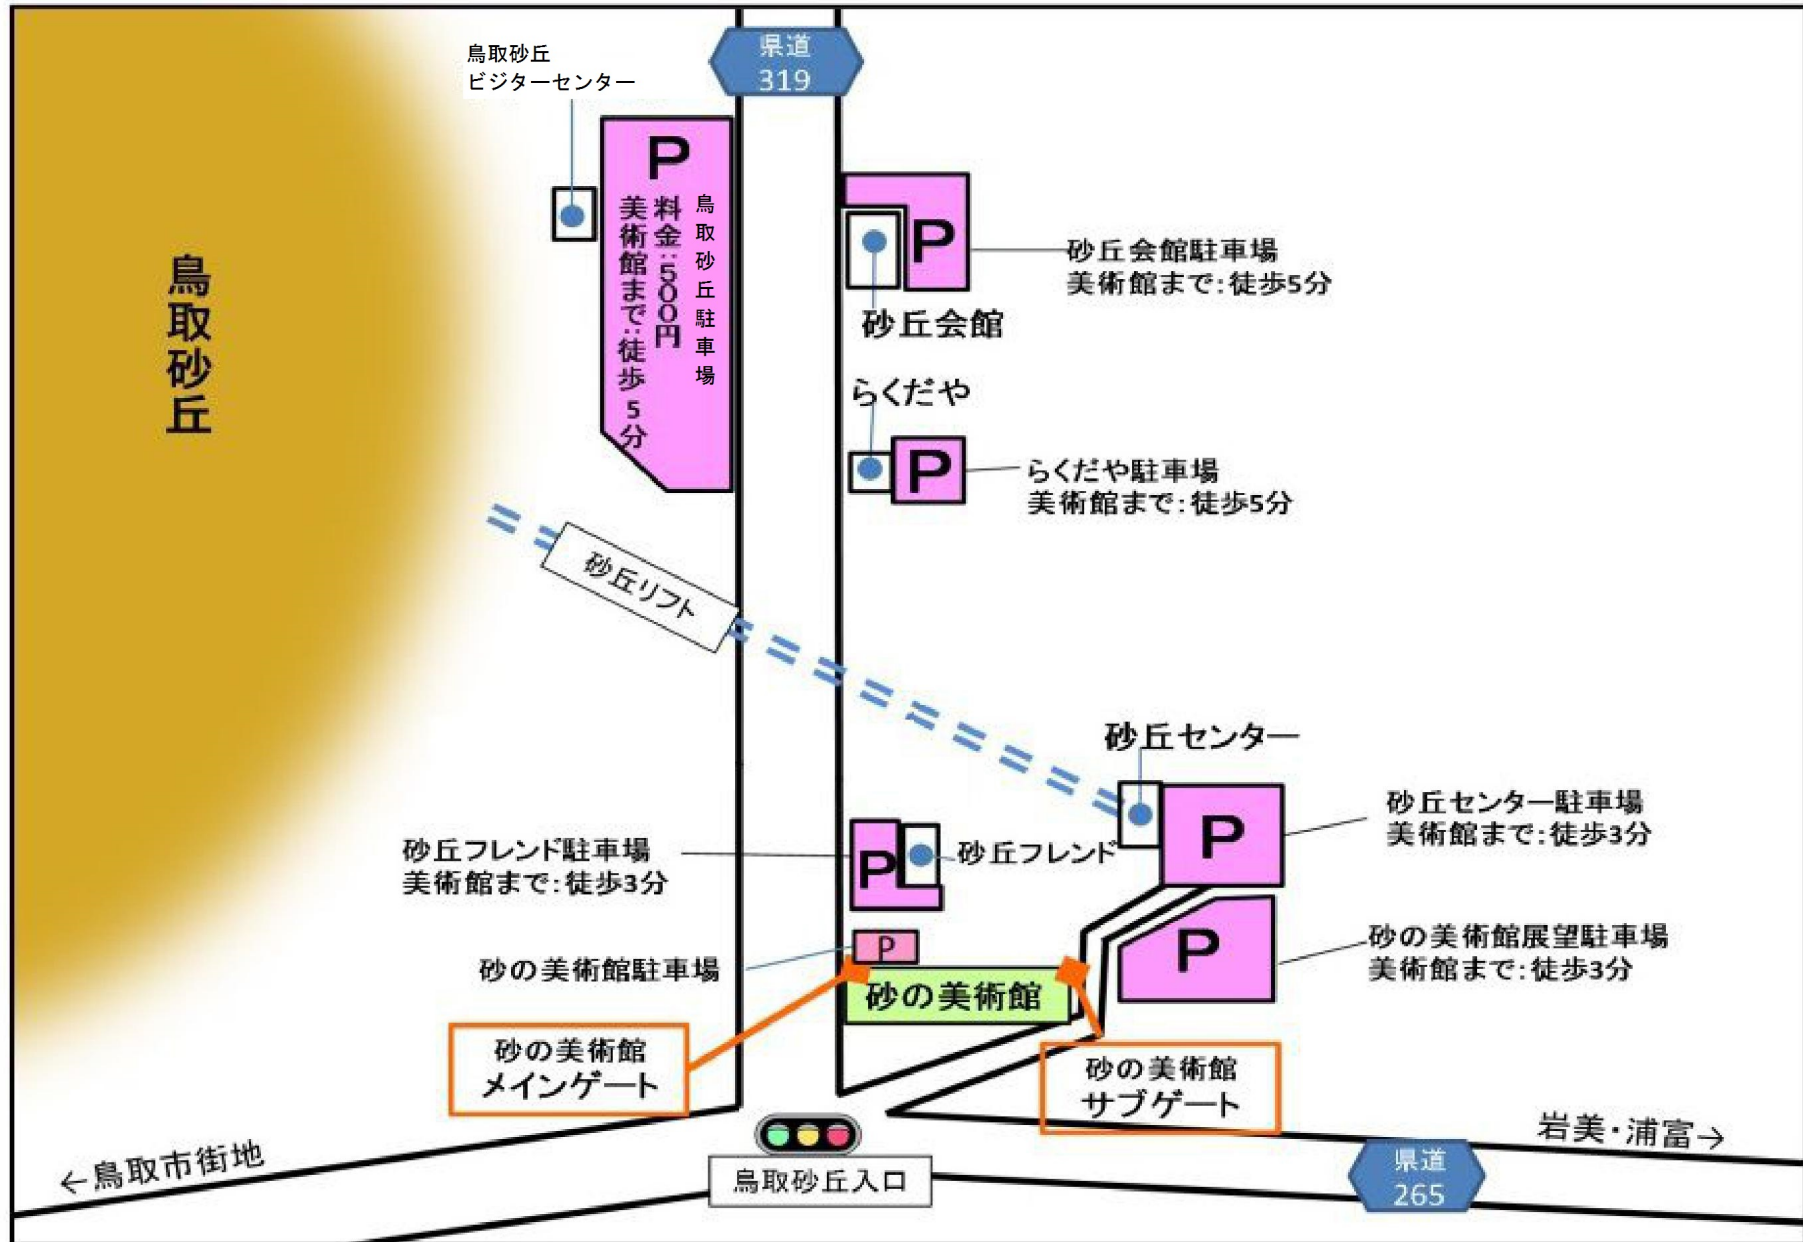 県道
319
鳥取砂丘
ビジターセンター
P
鳥取砂丘駐車場
料金:500円
美術館まで:徒歩 5分
P
砂丘会館駐車場
美術館まで:徒歩5分
砂丘会館
鳥取砂丘
らくだや
P
らくだや駐車場
美術館まで:徒歩5分
砂丘リフト
砂丘センター
P
砂丘センター駐車場
美術館まで:徒歩3分
砂丘フレンド駐車場
美術館まで:徒歩3分
P
砂丘フレンド
P
砂の美術館展望駐車場
美術館まで:徒歩3分
P
砂の美術館駐車場
砂の美術館
砂の美術館
メインゲート
砂の美術館
サブゲート
←鳥取市街地
鳥取砂丘入口
岩美・浦富→
県道
265